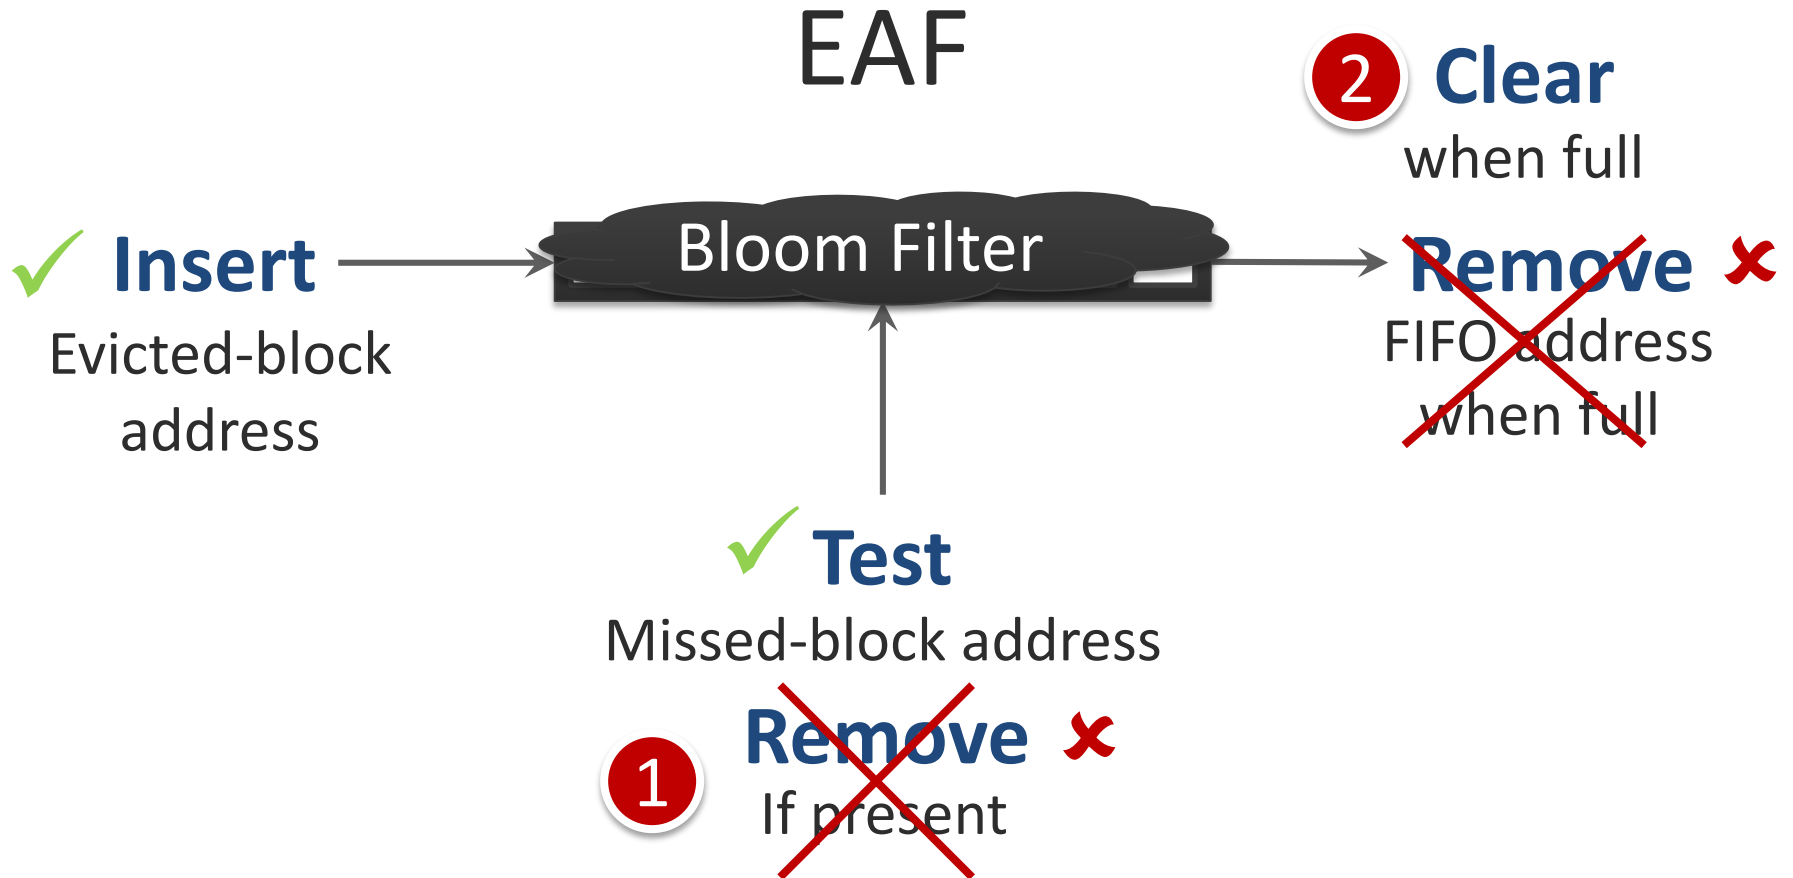 EAF
2 Clear
when full
Insert
Bloom Filter
Remove
Evicted-block
address
FIFO address
when full
Test
Missed-block address
Remove
1
If present